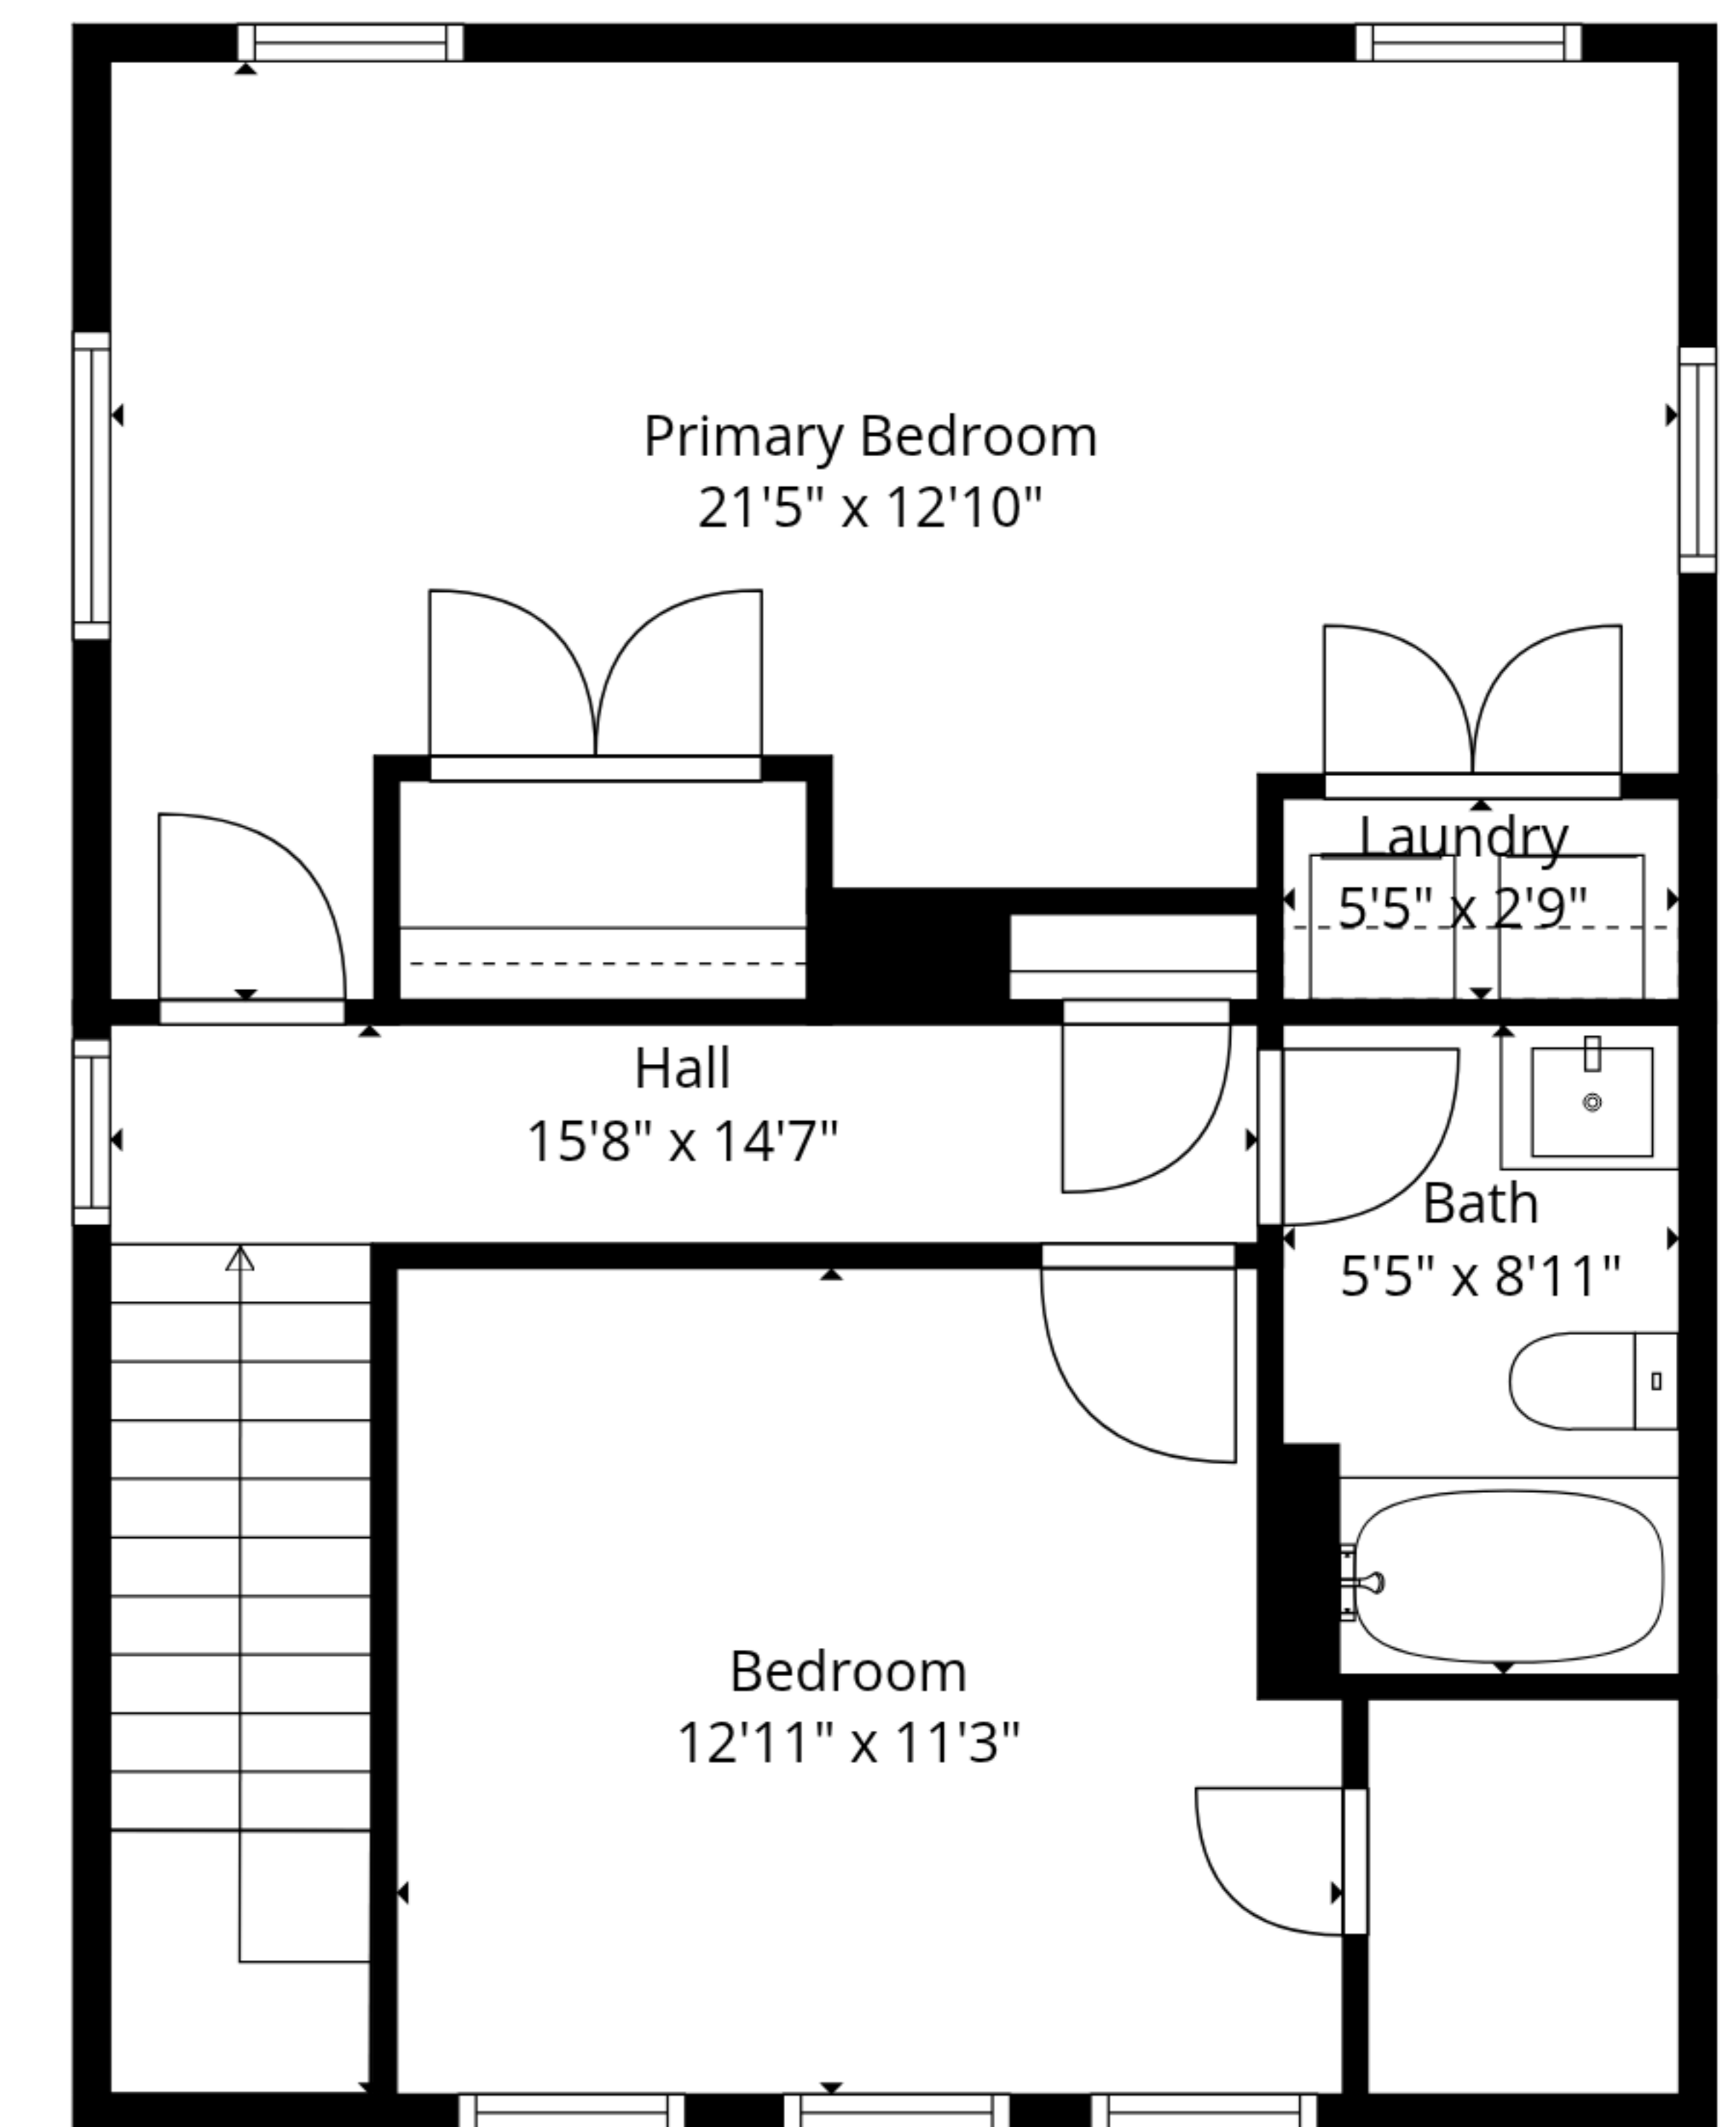 Primary Bedroom
21'5" x 12'10"
Laundry
5'5" x 2'9"
Hall
15'8" x 14'7"
Bath
5'5" x 8'11"
Bedroom
12'11" x 11'3"